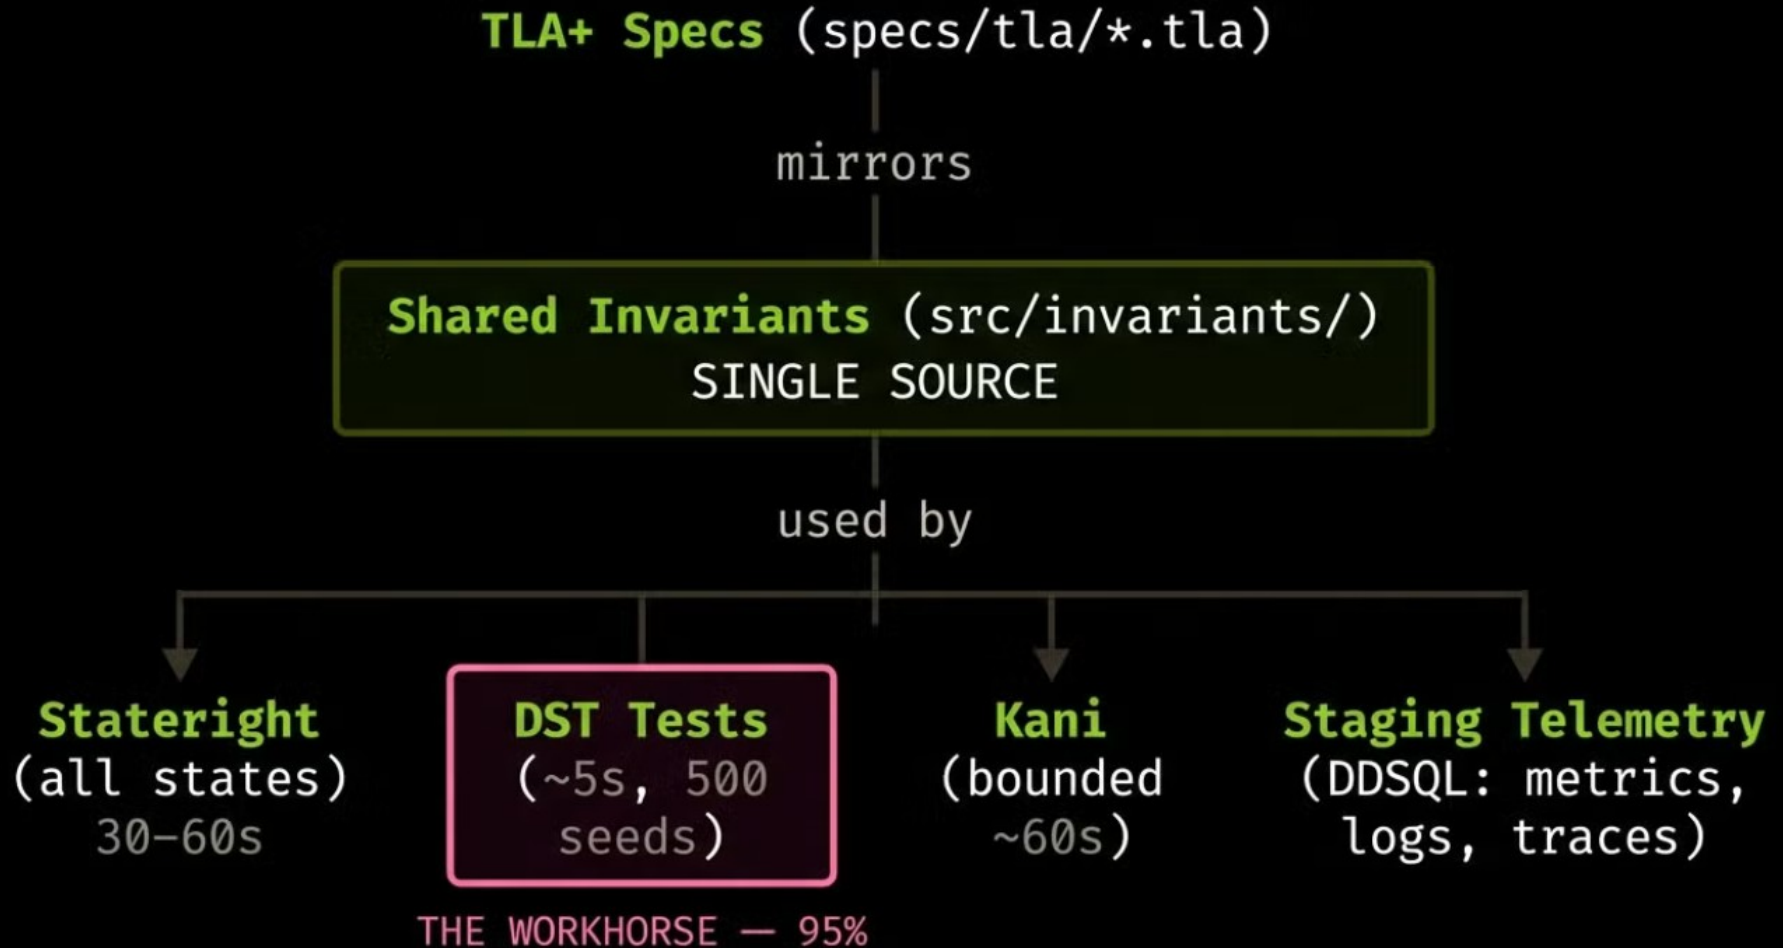 TLA+ Specs (specs/tla/*.tla)
mirrors
Shared Invariants (src/invariants/)
SINGLE SOURCE
used by
Stateright
(all states)
30–60s
DST Tests
(~5s, 500
seeds)
THE WORKHORSE — 95%
Kani
(bounded
~60s)
Staging Telemetry
(DDSQL: metrics,
logs, traces)